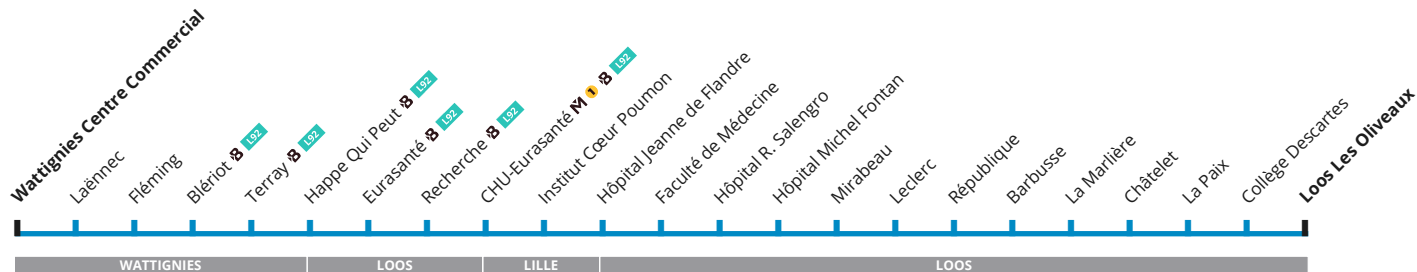 Wattignies Centre Commercial
Laënnec
Fléming
Blériot B L92
Terray B L92
Happe Qui Peut B L92
Eurasanté B L92
Recherche B L92
CHU-Eurasanté M 1 B L92
Institut Cœur Poumon
Hôpital Jeanne de Flandre
Faculté de Médecine
Hôpital R. Salengro
Hôpital Michel Fontan
Mirabeau
Leclerc
République
Barbusse
La Marlière
Châtelet
La Paix
Collège Descartes
Loos Les Oliveaux
WATTIGNIES
LOOS
LILLE
LOOS